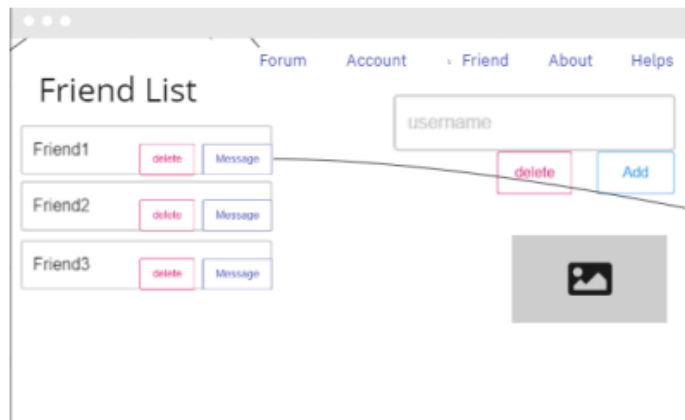 Forum Account Friend About Helps
Friend List
username
Friend1 delete Message
delete Add
Friend2 delete Message
Friend3 delete Message